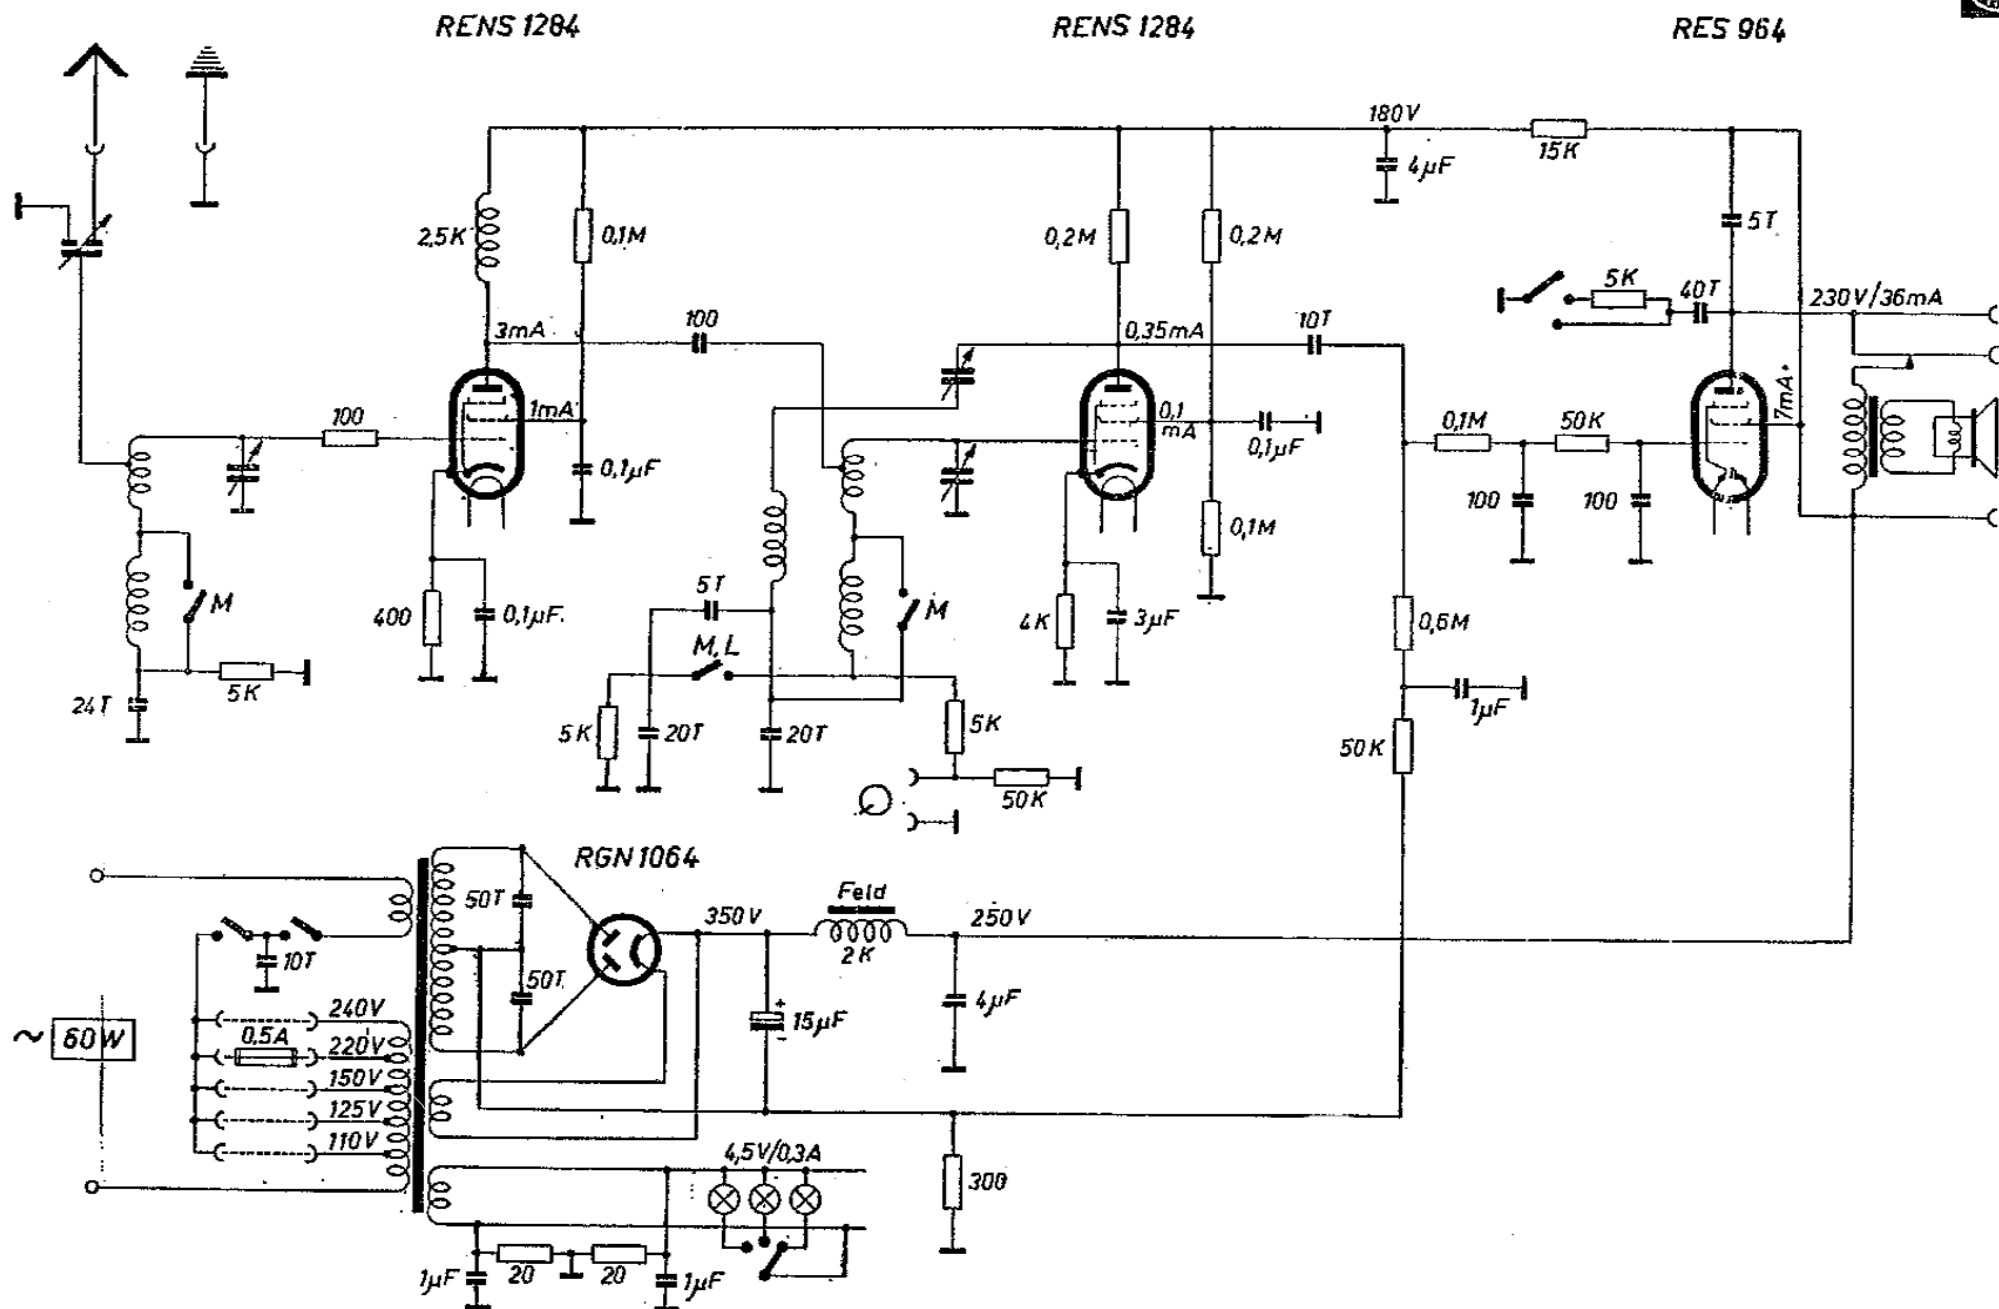 RENS 1284
RENS 1284
RES 964
180V
15K
4µF
2,5K
0,1M
0,2M
0,2M
5T
5K
40T
230V/36mA
3mA
100
0,35mA
10T
100
1mA
0,1
mA
7mA
0,1µF
0,1µF
0,1M
50K
100
100
0,1M
M
400
0,1µF
5T
M
4K
3µF
0,6M
M,L
24T
5K
5K
20T
20T
5K
1µF
50K
50K
RGN 1064
50T
350V
Feld
250V
2K
10T
50T
240V
15µF
4µF
~ 60W
0,5A
220V
150V
125V
110V
4,5V/0,3A
300
1µF
20
20
1µF